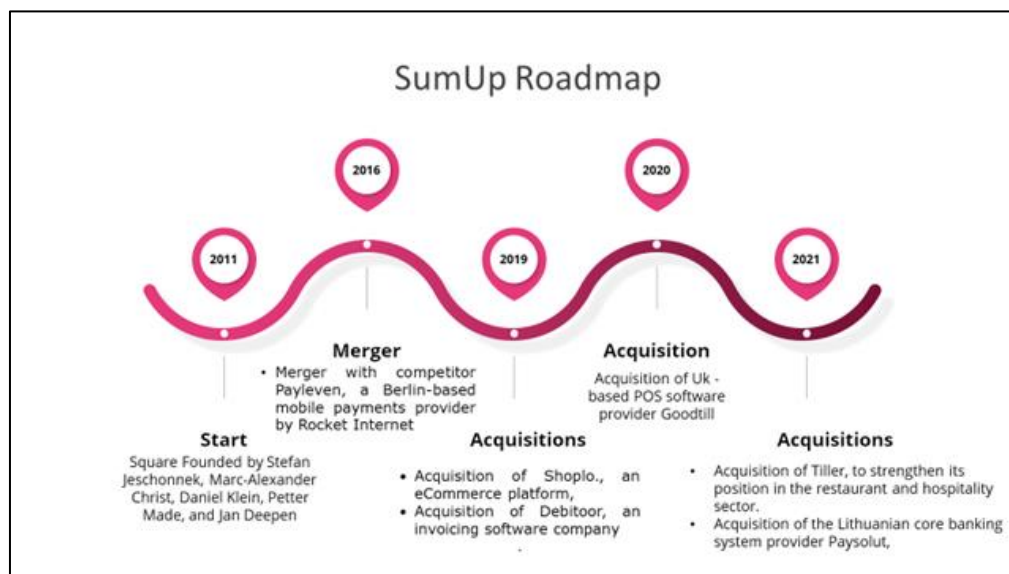 SumUp Roadmap
2016
2020
2011
2019
2021
Merger
• Merger with competitor
Payleven, a Berlin-based
mobile payments provider
by Rocket Internet
Acquisition
Acquisition of Uk -
based POS software
provider Goodtill
Start
Square Founded by Stefan
Jeschonnek, Marc-Alexander
Christ, Daniel Klein, Petter
Made, and Jan Deepen
Acquisitions
• Acquisition of Shoplo., an
eCommerce platform,
• Acquisition of Debitoor, an
invoicing software company
.
Acquisitions
• Acquisition of Tiller, to strengthen its
position in the restaurant and hospitality
sector.
• Acquisition of the Lithuanian core banking
system provider Paysolut,